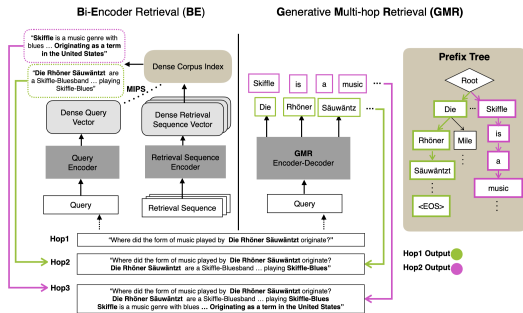 Bi-Encoder Retrieval (BE)
"Skiffle is a music genre with
blues ... Originating as a term
in the United States"
"Die Rhöner Säuwäntzt are
a Skiffle-Bluesband ... playing
Skiffle-Blues"
Dense Corpus Index
MIPS
Dense Query
Vector
Dense Retrieval
Sequence Vector
Query
Encoder
Retrieval Sequence
Encoder
Query
Retrieval Sequence
Generative Multi-hop Retrieval (GMR)
Skiffle
is
a
music
Die
Rhöner
Säuwäntzt
GMR
Encoder-Decoder
Query
Prefix Tree
Root
Die
...
Skiffle
Rhöner
Mile
is
Säuwäntzt
a
music
<EOS>
Hop1 Output
Hop2 Output
Hop1
"Where did the form of music played by Die Rhöner Säuwäntzt originate?"
Hop2
"Where did the form of music played by Die Rhöner Säuwäntzt originate?
Die Rhöner Säuwäntzt are a Skiffle-Bluesband ... playing Skiffle-Blues"
Hop3
"Where did the form of music played by Die Rhöner Säuwäntzt originate?
Die Rhöner Säuwäntzt are a Skiffle-Bluesband ... playing Skiffle-Blues
Skiffle is a music genre with blues ... Originating as a term in the United States"